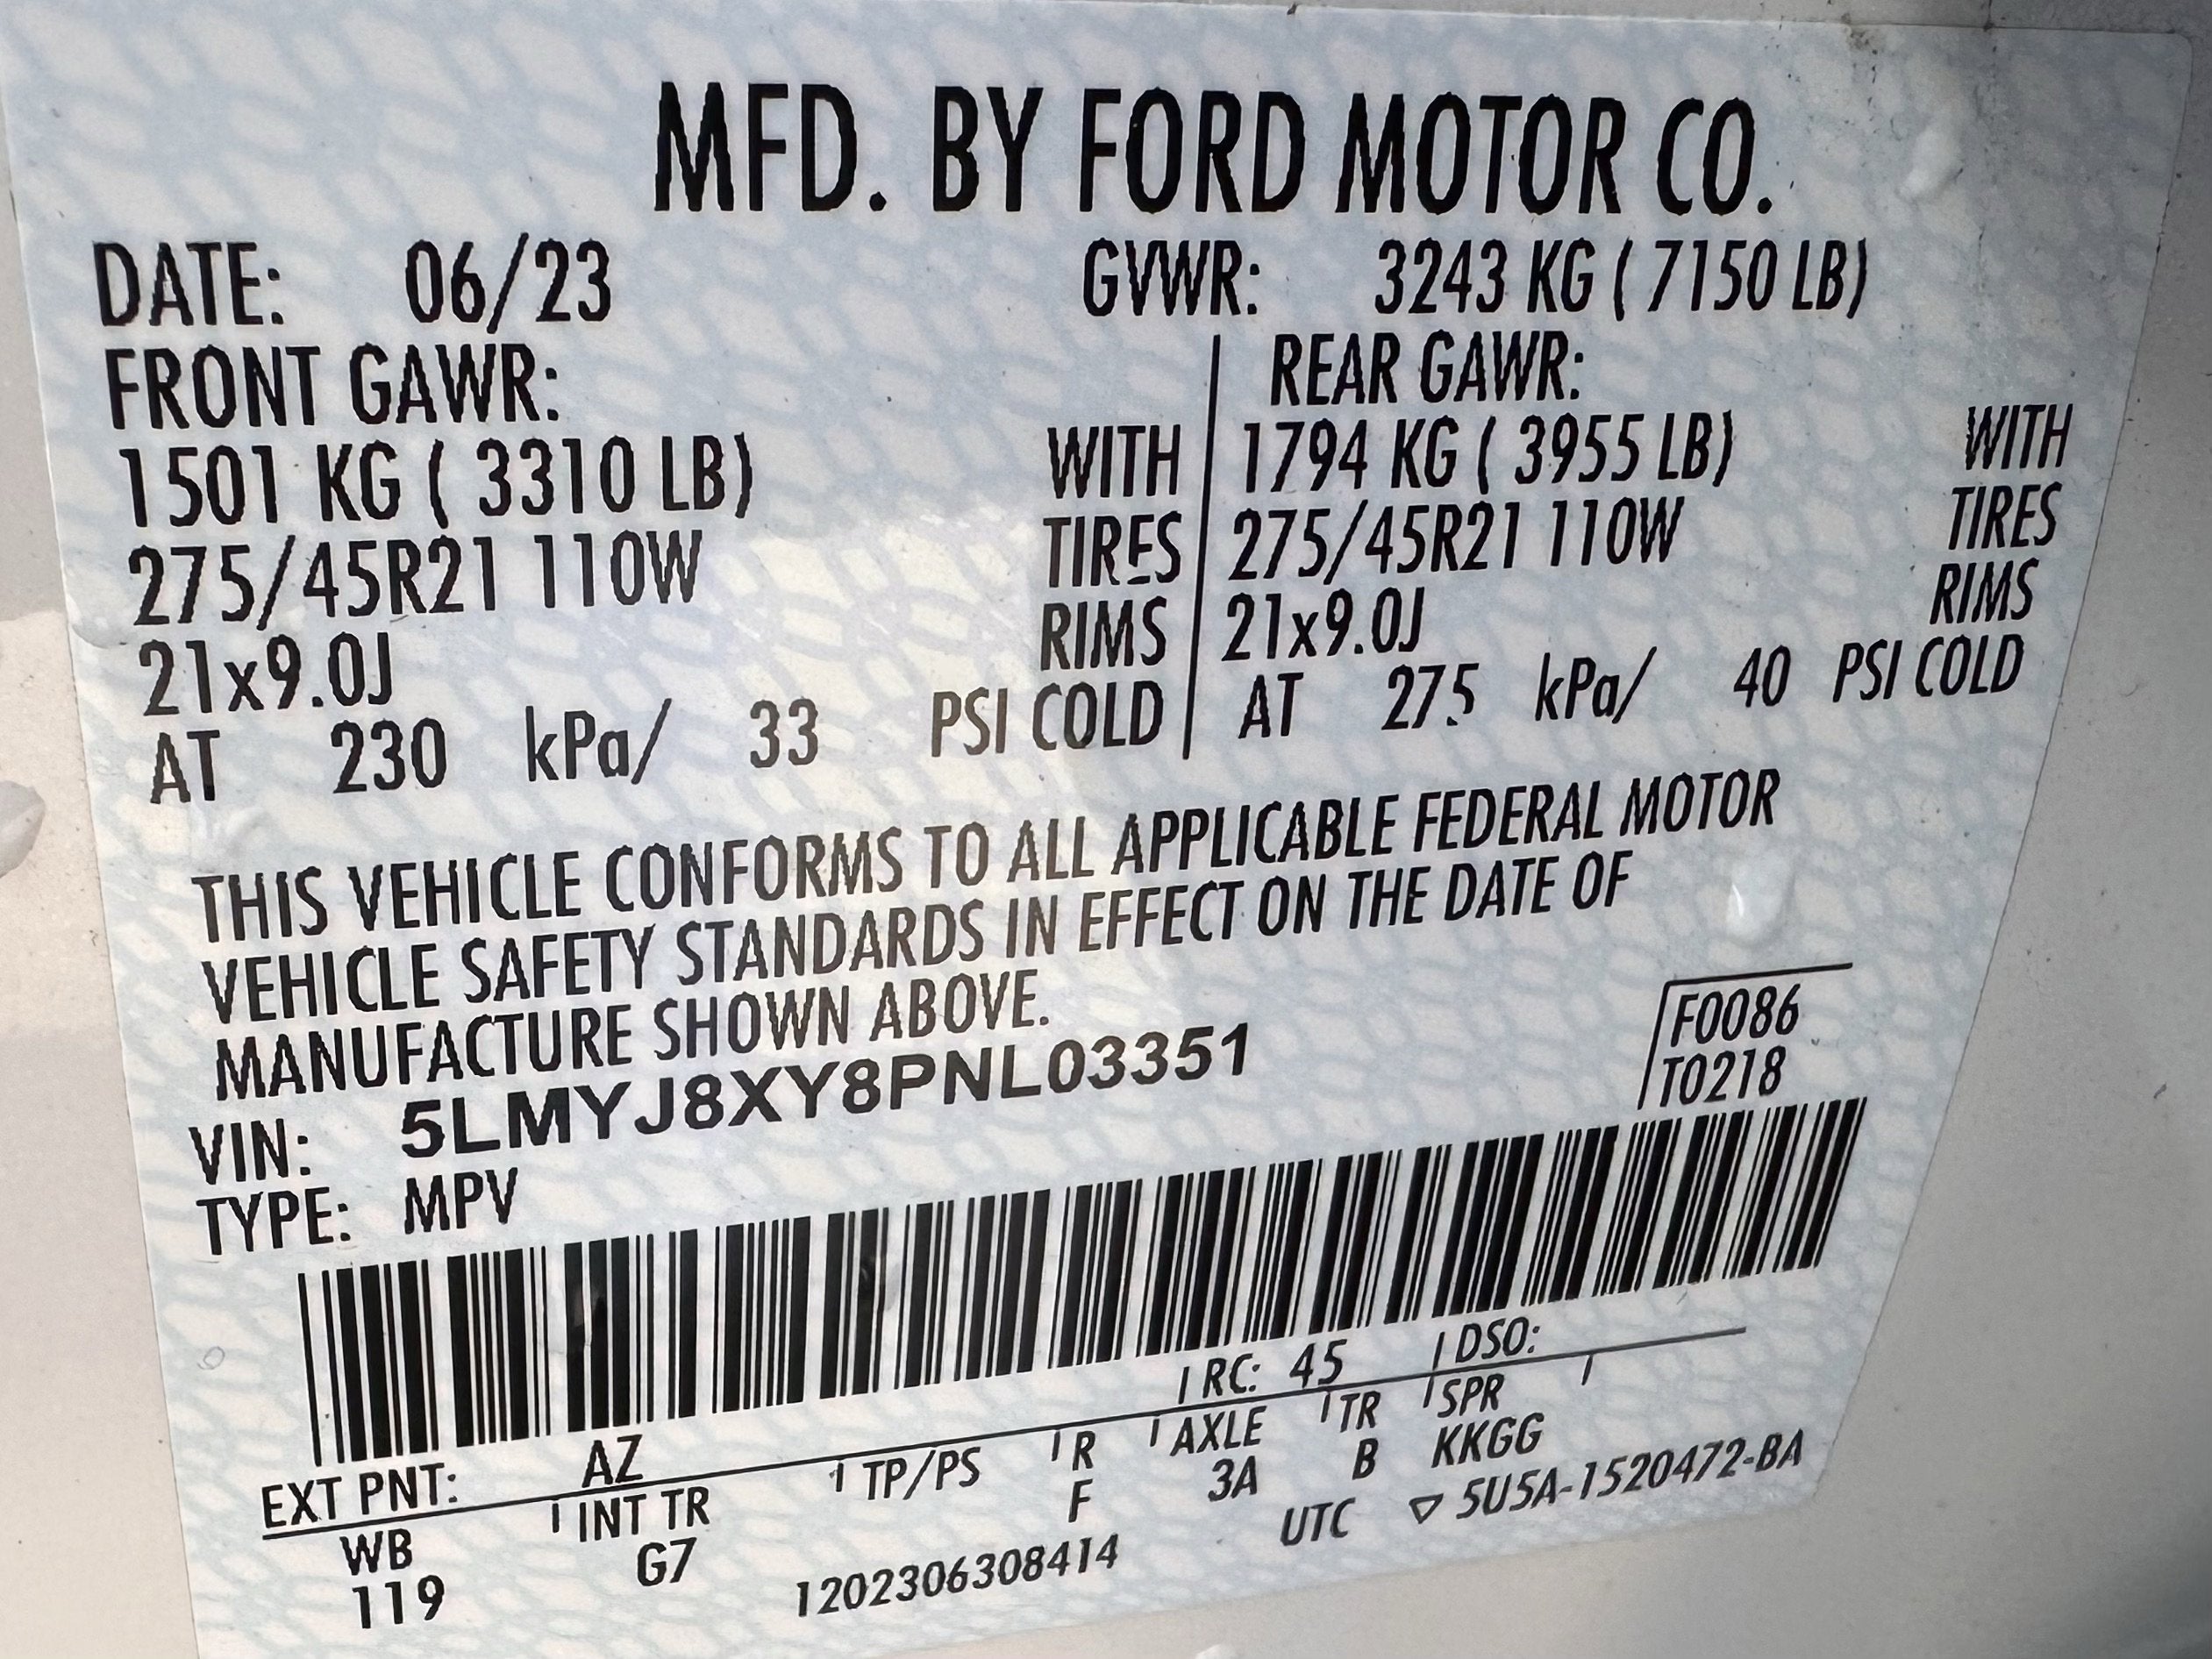 MFD. BY FORD MOTOR CO.
DATE: 06/23 GVWR: 3243 KG ( 7150 LB)
FRONT GAWR: REAR GAWR:
1501 KG ( 3310 LB) WITH 1794 KG ( 3955 LB) WITH
275/45R21 110W TIRES 275/45R21 110W TIRES
21x9.0J RIMS 21x9.0J RIMS
AT 230 kPa/ 33 PSI COLD AT 275 kPa/ 40 PSI COLD
THIS VEHICLE CONFORMS TO ALL APPLICABLE FEDERAL MOTOR
VEHICLE SAFETY STANDARDS IN EFFECT ON THE DATE OF
MANUFACTURE SHOWN ABOVE.
F0086
VIN: 5LMYJ8XY8PNL03351 T0218
TYPE: MPV
EXT PNT: AZ RC: 45 DSO:
WB INT TR TP/PS R AXLE TR SPR
119 G7 F 3A B KKGG
1202306308414 UTC ▽ 5U5A-1520472-BA